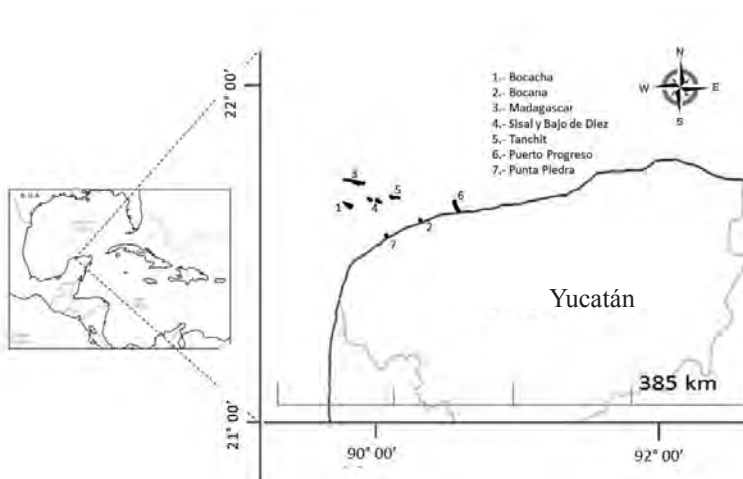 22° 00'
21° 00'
90° 00'
92° 00'
1.- Bocacha
2.- Bocana
3.- Madagascar
4.- Sisal y Bajo de Diez
5.- Tanchit
6.- Puerto Progreso
7.- Punta Piedra
N
W
E
S
3
1
4
5
6
7
2
Yucatán
385 km